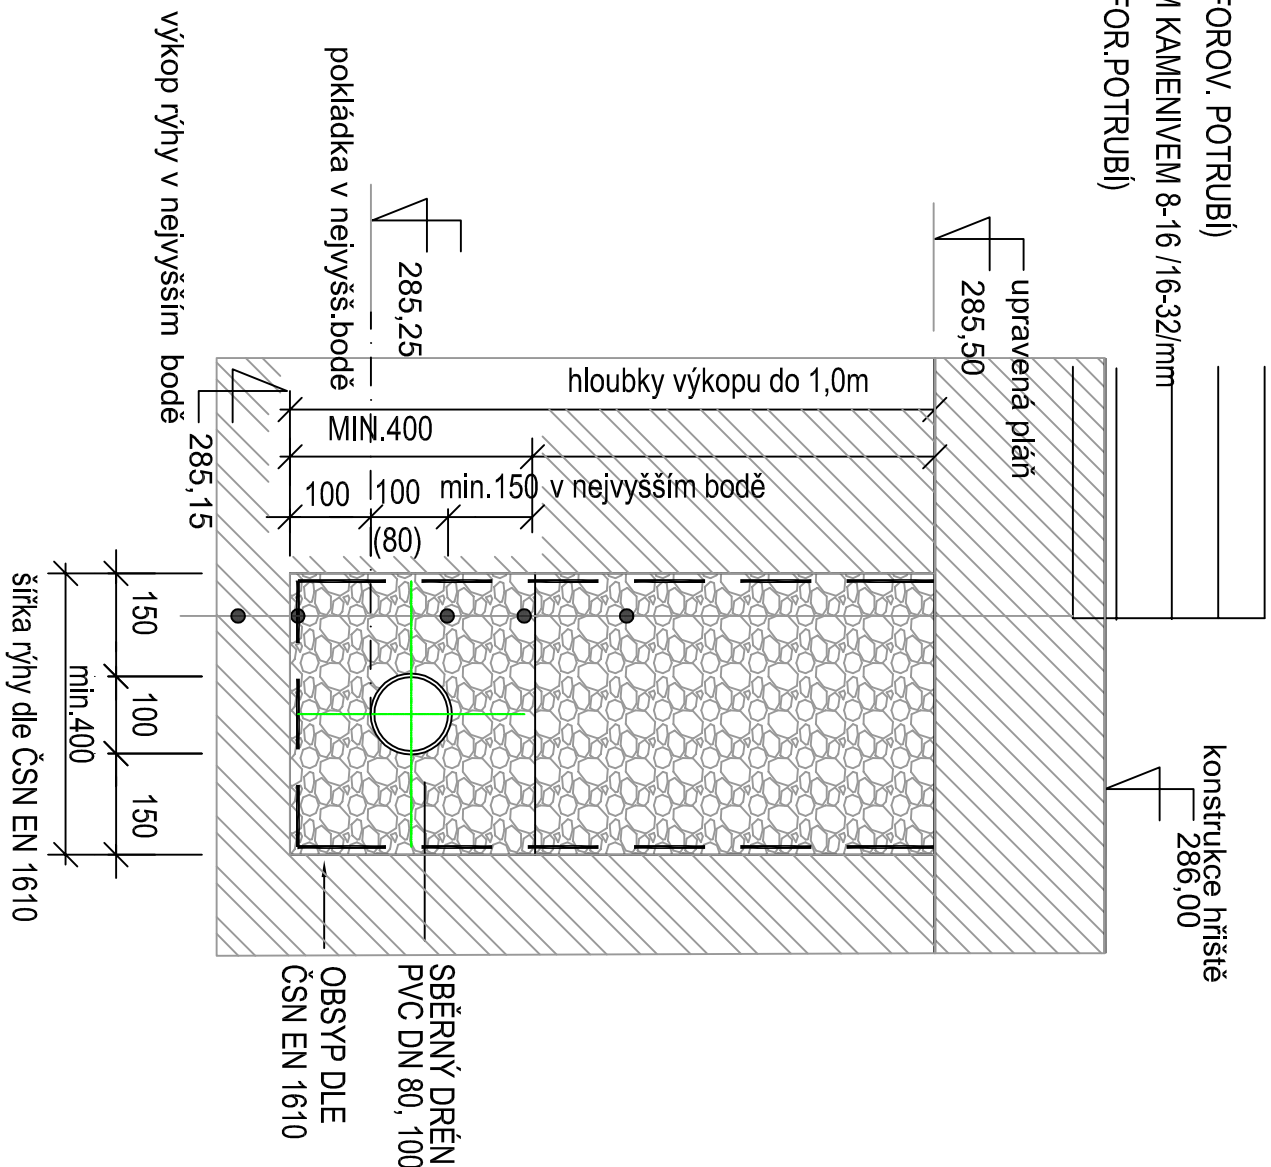 FOROV. POTRUBÍ)
M KAMENIVEM 8-16 /16-32/mm
FOR.POTRUBÍ)
konstrukce hřiště
286,00
upravená pláň
285,50
285,25
pokládka v nejvyšš.bodě
výkop rýhy v nejvyšším bodě
285,15
hloubky výkopu do 1,0m
MIN.400
100
100
min.150 v nejvyšším bodě
(80)
150
100
150
min.400
šířka rýhy dle ČSN EN 1610
SBĚRNÝ DRÉN
PVC DN 80, 100
OBSYP DLE
ČSN EN 1610